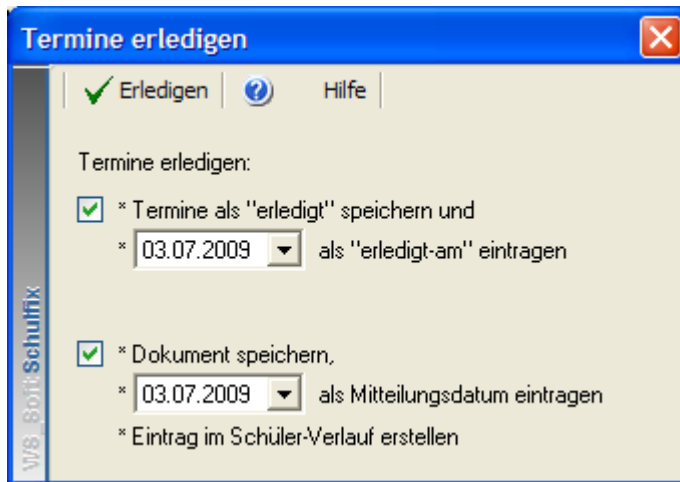 Termine erledigen
Erledigen Hilfe
Termine erledigen:
* Termine als "erledigt" speichern und
* 03.07.2009 als "erledigt-am" eintragen
* Dokument speichern,
* 03.07.2009 als Mitteilungsdatum eintragen
* Eintrag im Schüler-Verlauf erstellen
WS_Soft:Schulfix